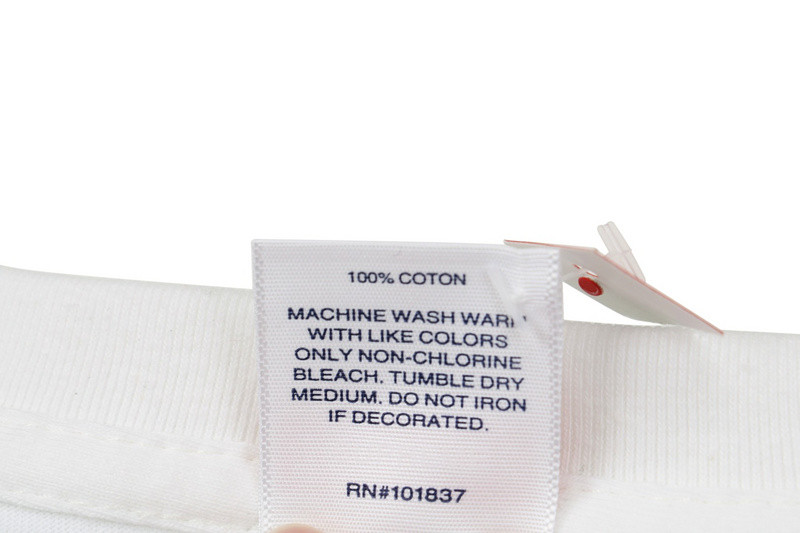 100% COTON
MACHINE WASH WARM
WITH LIKE COLORS
ONLY NON-CHLORINE
BLEACH. TUMBLE DRY
MEDIUM. DO NOT IRON
IF DECORATED.
RN#101837